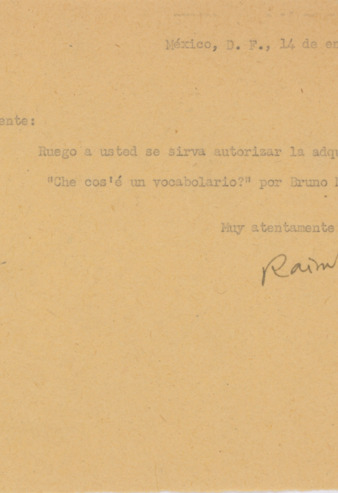 México, D. F., 14 de en
ente:
Ruego a usted se sirva autorizar la adqu
"Che cos'é un vocabolario?" por Bruno
Muy atentamente
Raim